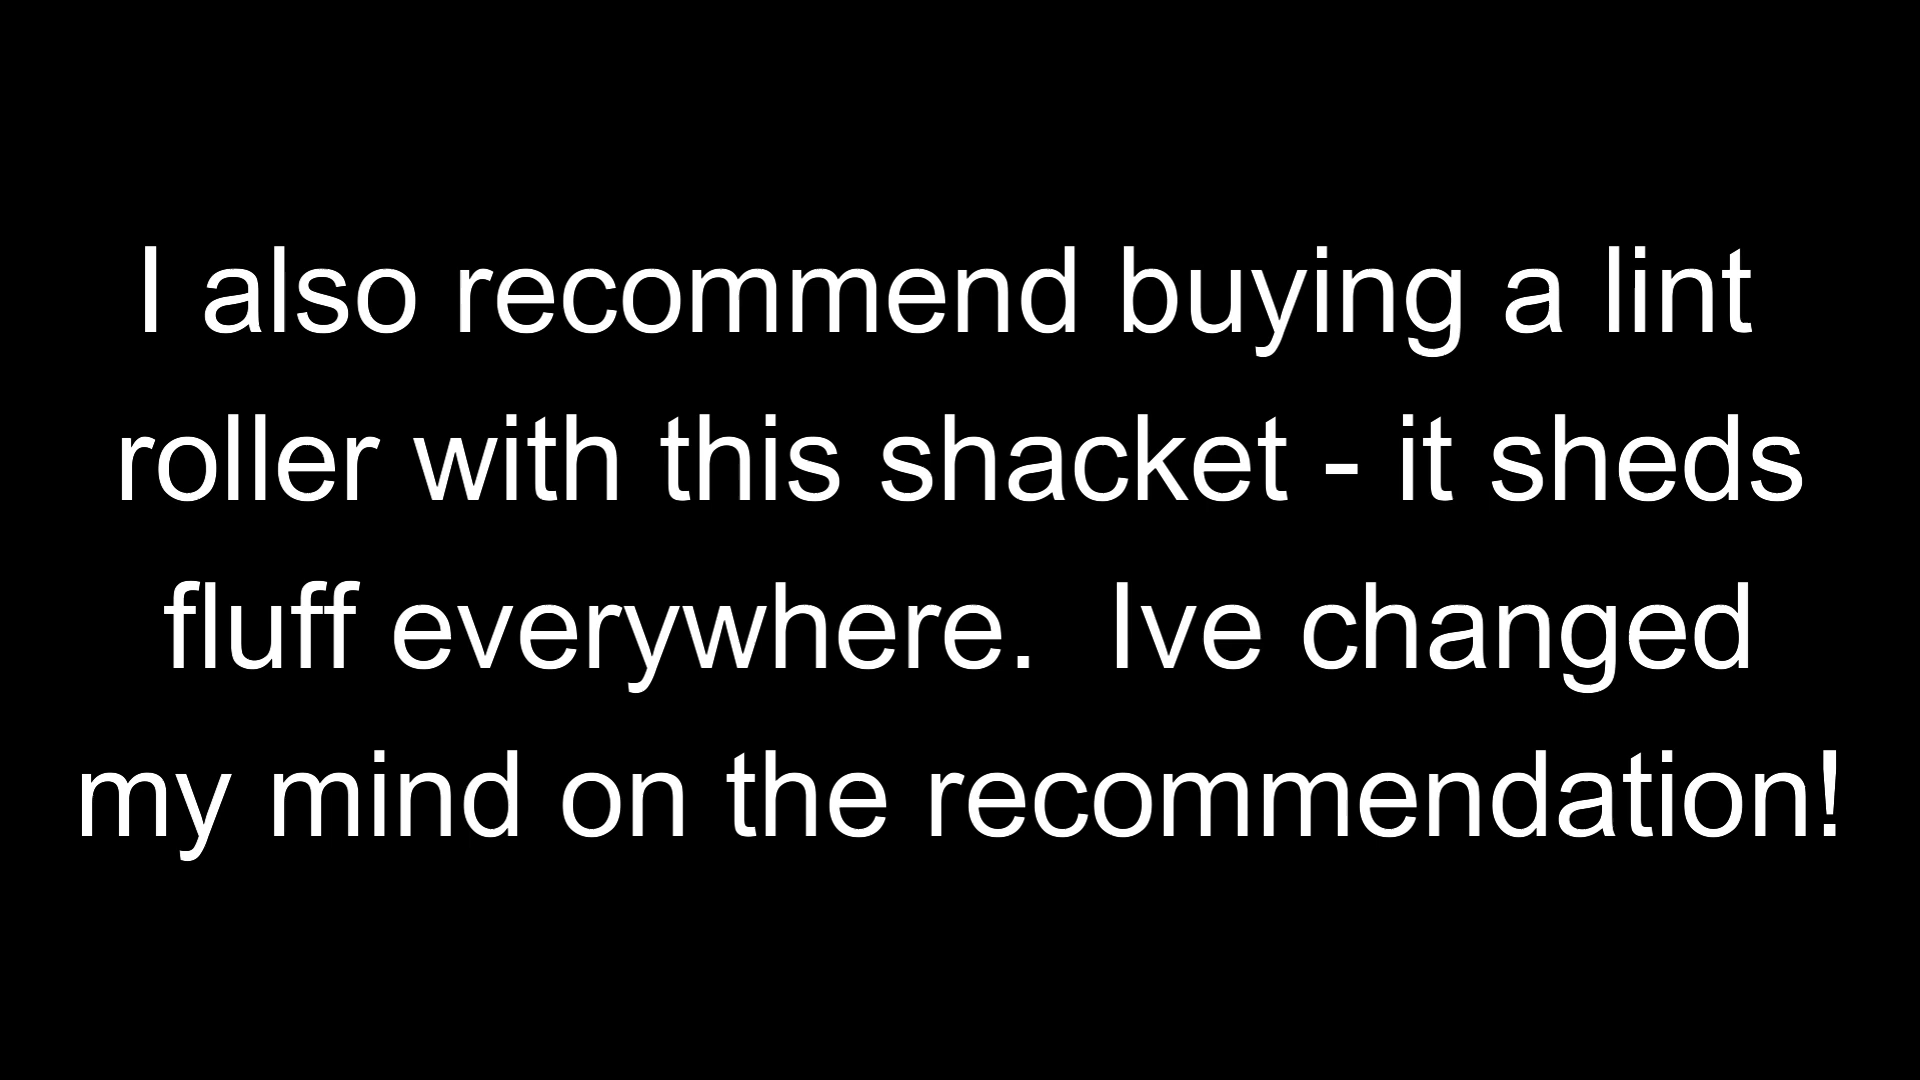 I also recommend buying a lint
roller with this shacket - it sheds
fluff everywhere.  Ive changed
my mind on the recommendation!